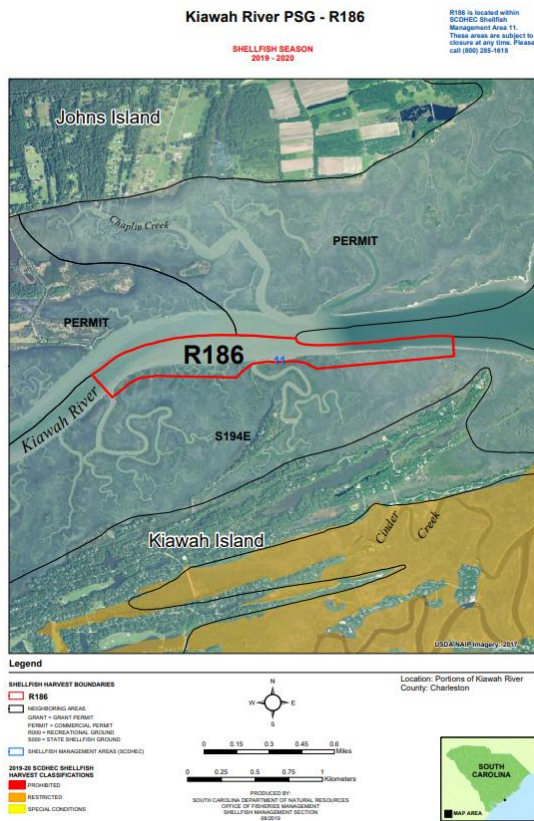 Kiawah River PSG - R186
R186 is located within
SCDHEC Shellfish
Management Area 11.
These areas are subject to
closure at any time. Please
call (800) 285-1618
SHELLFISH SEASON
2019 - 2020
Johns Island
Chaplin Creek
PERMIT
PERMIT
R186
11
Kiawah River
S194E
Kiawah Island
Cinder
Creek
USDA NAIP Imagery, 2017
Legend
SHELLFISH HARVEST BOUNDARIES
R186
NEIGHBORING AREAS
GRANT = GRANT PERMIT
PERMIT = COMMERCIAL PERMIT
R000 = RECREATIONAL GROUND
S000 = STATE SHELLFISH GROUND
SHELLFISH MANAGEMENT AREAS (SCDHEC)
2019-20 SCDHEC SHELLFISH
HARVEST CLASSIFICATIONS
PROHIBITED
RESTRICTED
SPECIAL CONDITIONS
N
W E
S
0 0.15 0.3 0.45 0.6
Miles
0 0.25 0.5 0.75 1
Kilometers
PRODUCED BY:
SOUTH CAROLINA DEPARTMENT OF NATURAL RESOURCES
OFFICE OF FISHERIES MANAGEMENT
SHELLFISH MANAGEMENT SECTION
08/2019
Location: Portions of Kiawah River
County: Charleston
SOUTH
CAROLINA
MAP AREA